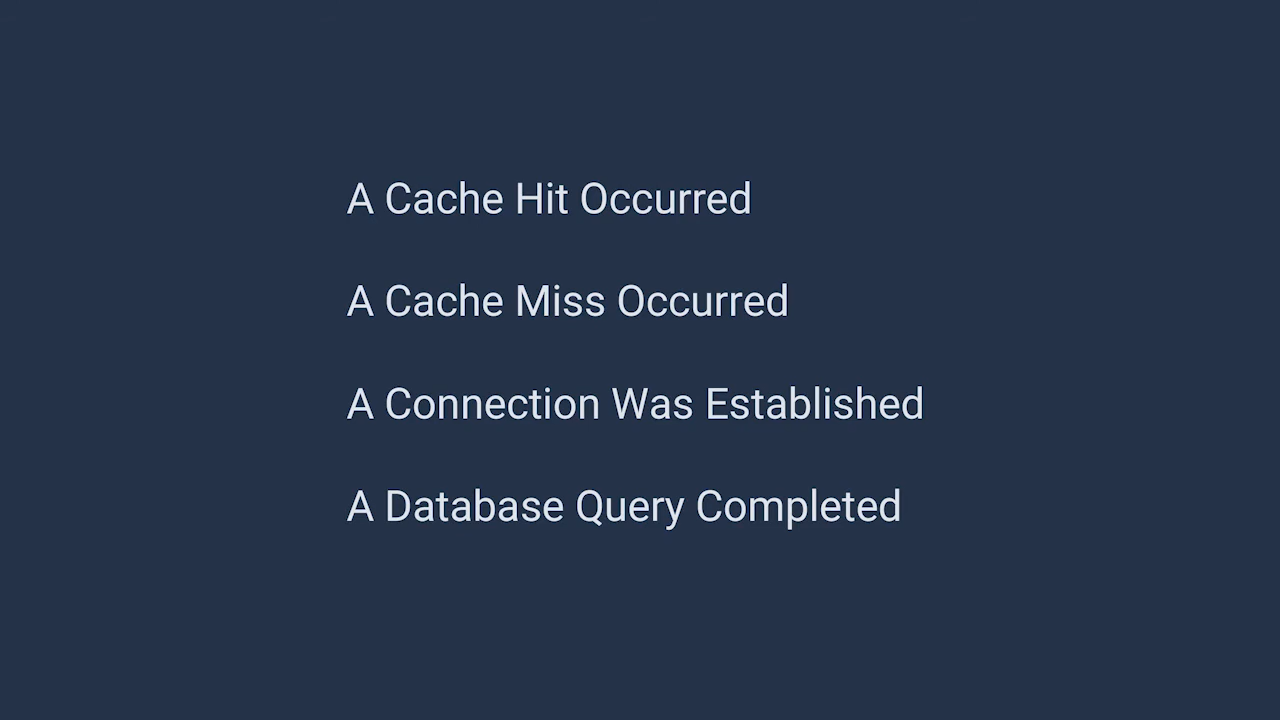 A Cache Hit Occurred
A Cache Miss Occurred
A Connection Was Established
A Database Query Completed